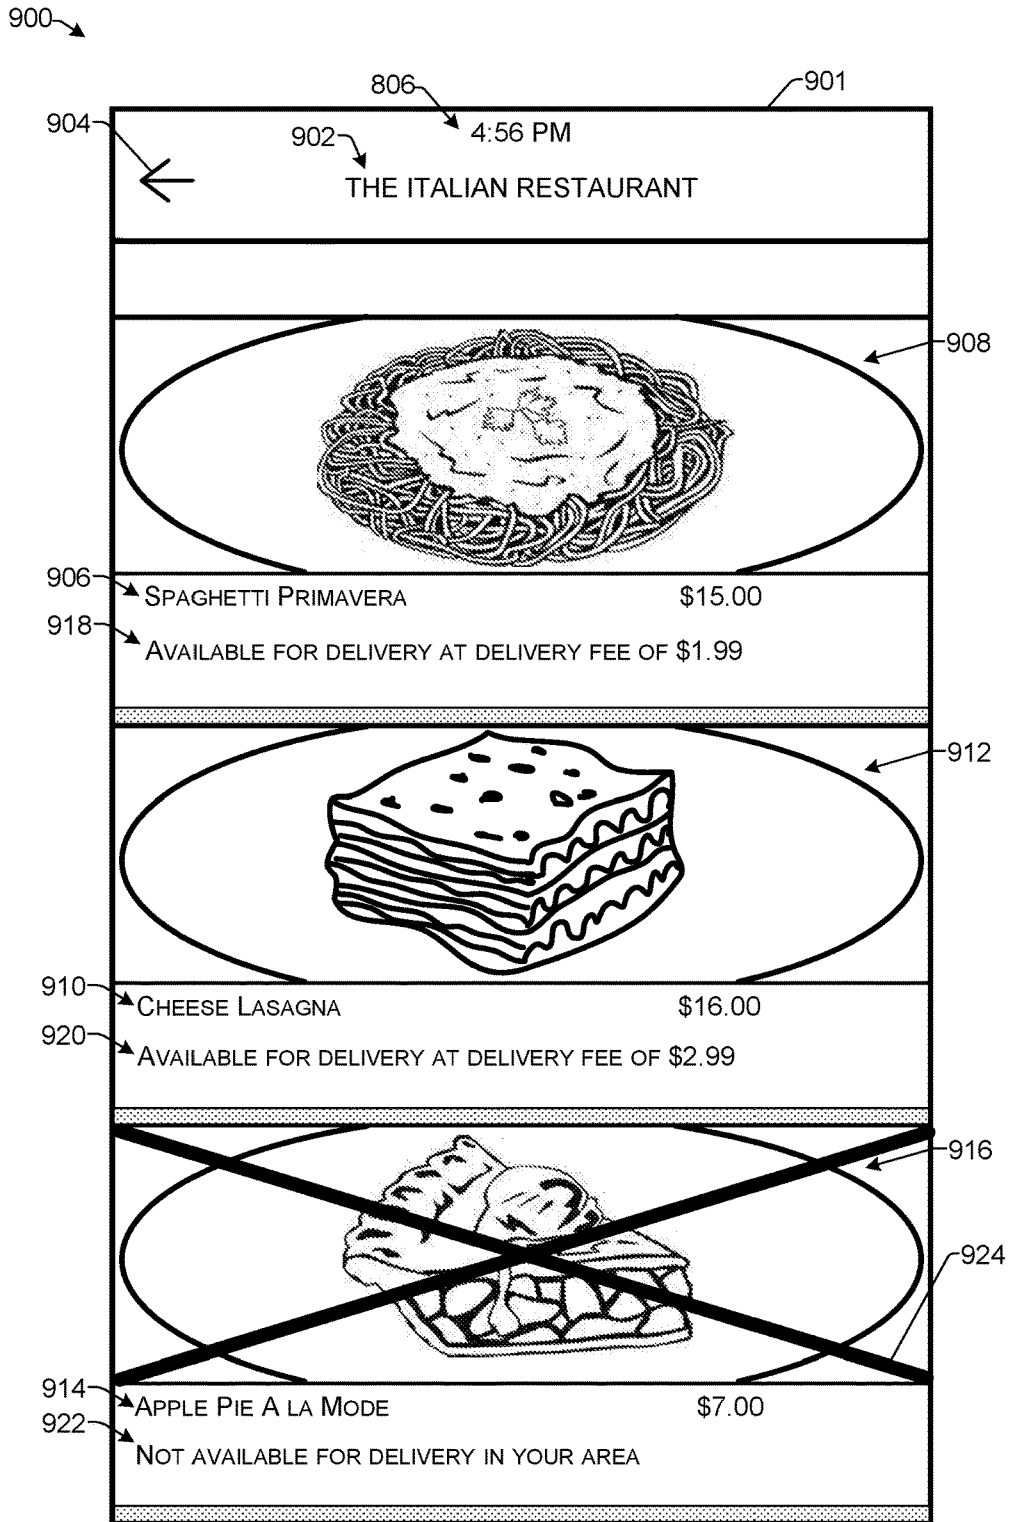 900
806
901
904
4:56 PM
902
THE ITALIAN RESTAURANT
908
906
SPAGHETTI PRIMAVERA $15.00
918
AVAILABLE FOR DELIVERY AT DELIVERY FEE OF $1.99
912
910
CHEESE LASAGNA $16.00
920
AVAILABLE FOR DELIVERY AT DELIVERY FEE OF $2.99
916
924
914
APPLE PIE A LA MODE $7.00
922
NOT AVAILABLE FOR DELIVERY IN YOUR AREA